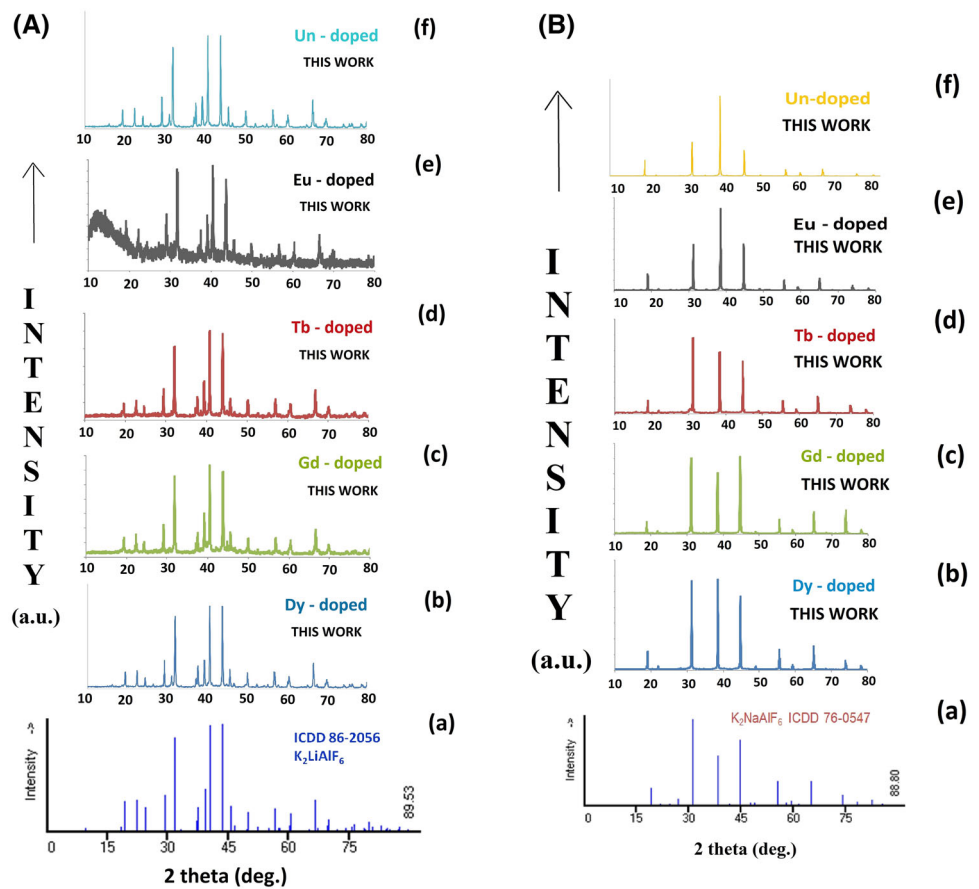 (A)
Un - doped
(f)
THIS WORK
10 20 30 40 50 60 70 80
Eu - doped
(e)
THIS WORK
10 20 30 40 50 60 70 80
Tb - doped
(d)
THIS WORK
10 20 30 40 50 60 70 80
Gd - doped
(c)
THIS WORK
10 20 30 40 50 60 70 80
Dy - doped
(b)
THIS WORK
10 20 30 40 50 60 70 80
INTENSITY
(a.u.)
Intensity ->
ICDD 86-2056
K₂LiAlF₆
(a)
89.53
0 15 45 75
2 theta (deg.)
(B)
Un-doped
(f)
THIS WORK
10 20 30 40 50 60 70 80
Eu - doped
(e)
THIS WORK
10 20 30 40 50 60 70 80
Tb - doped
(d)
THIS WORK
10 20 30 40 50 60 70 80
Gd - doped
(c)
THIS WORK
10 20 30 40 50 60 70 80
Dy - doped
(b)
THIS WORK
10 20 30 40 50 60 70 80
INTENSITY
(a.u.)
Intensity ->
K₂NaAlF₆ ICDD 76-0547
(a)
88.80
0 15 45 75
2 theta (deg.)